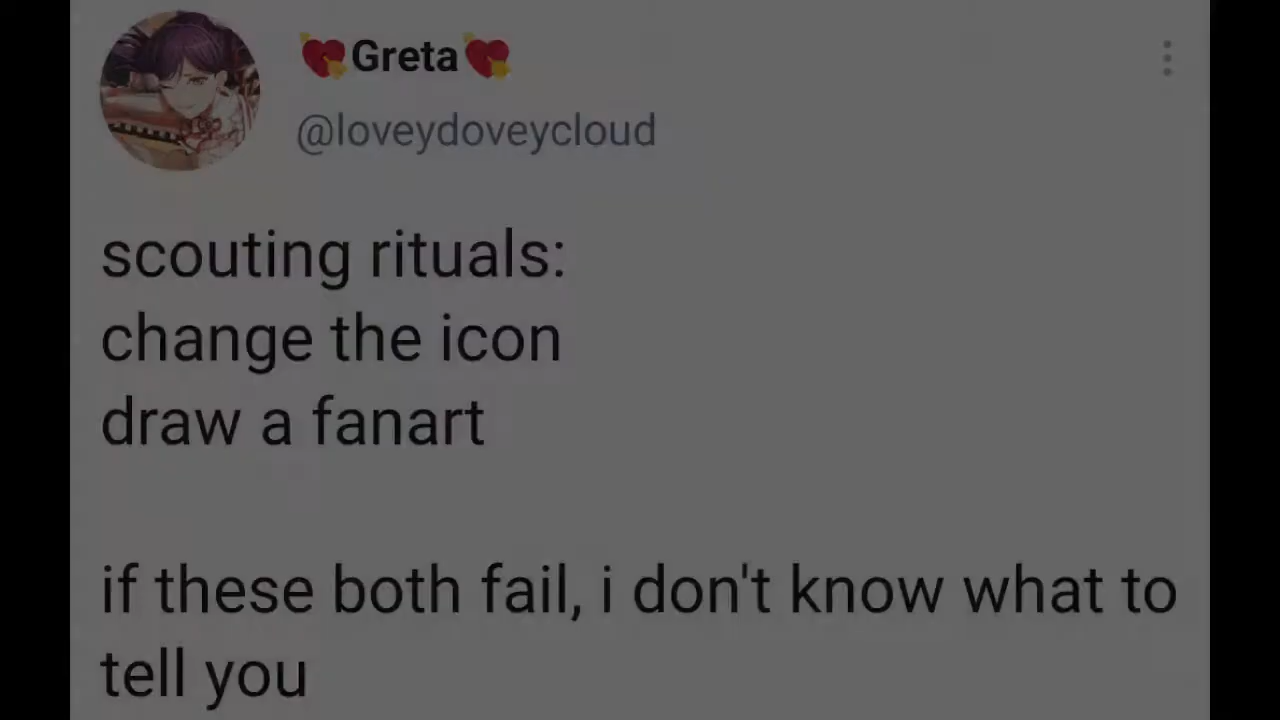 💘Greta💘
@loveydoveycloud
scouting rituals:
change the icon
draw a fanart
if these both fail, i don't know what to
tell you